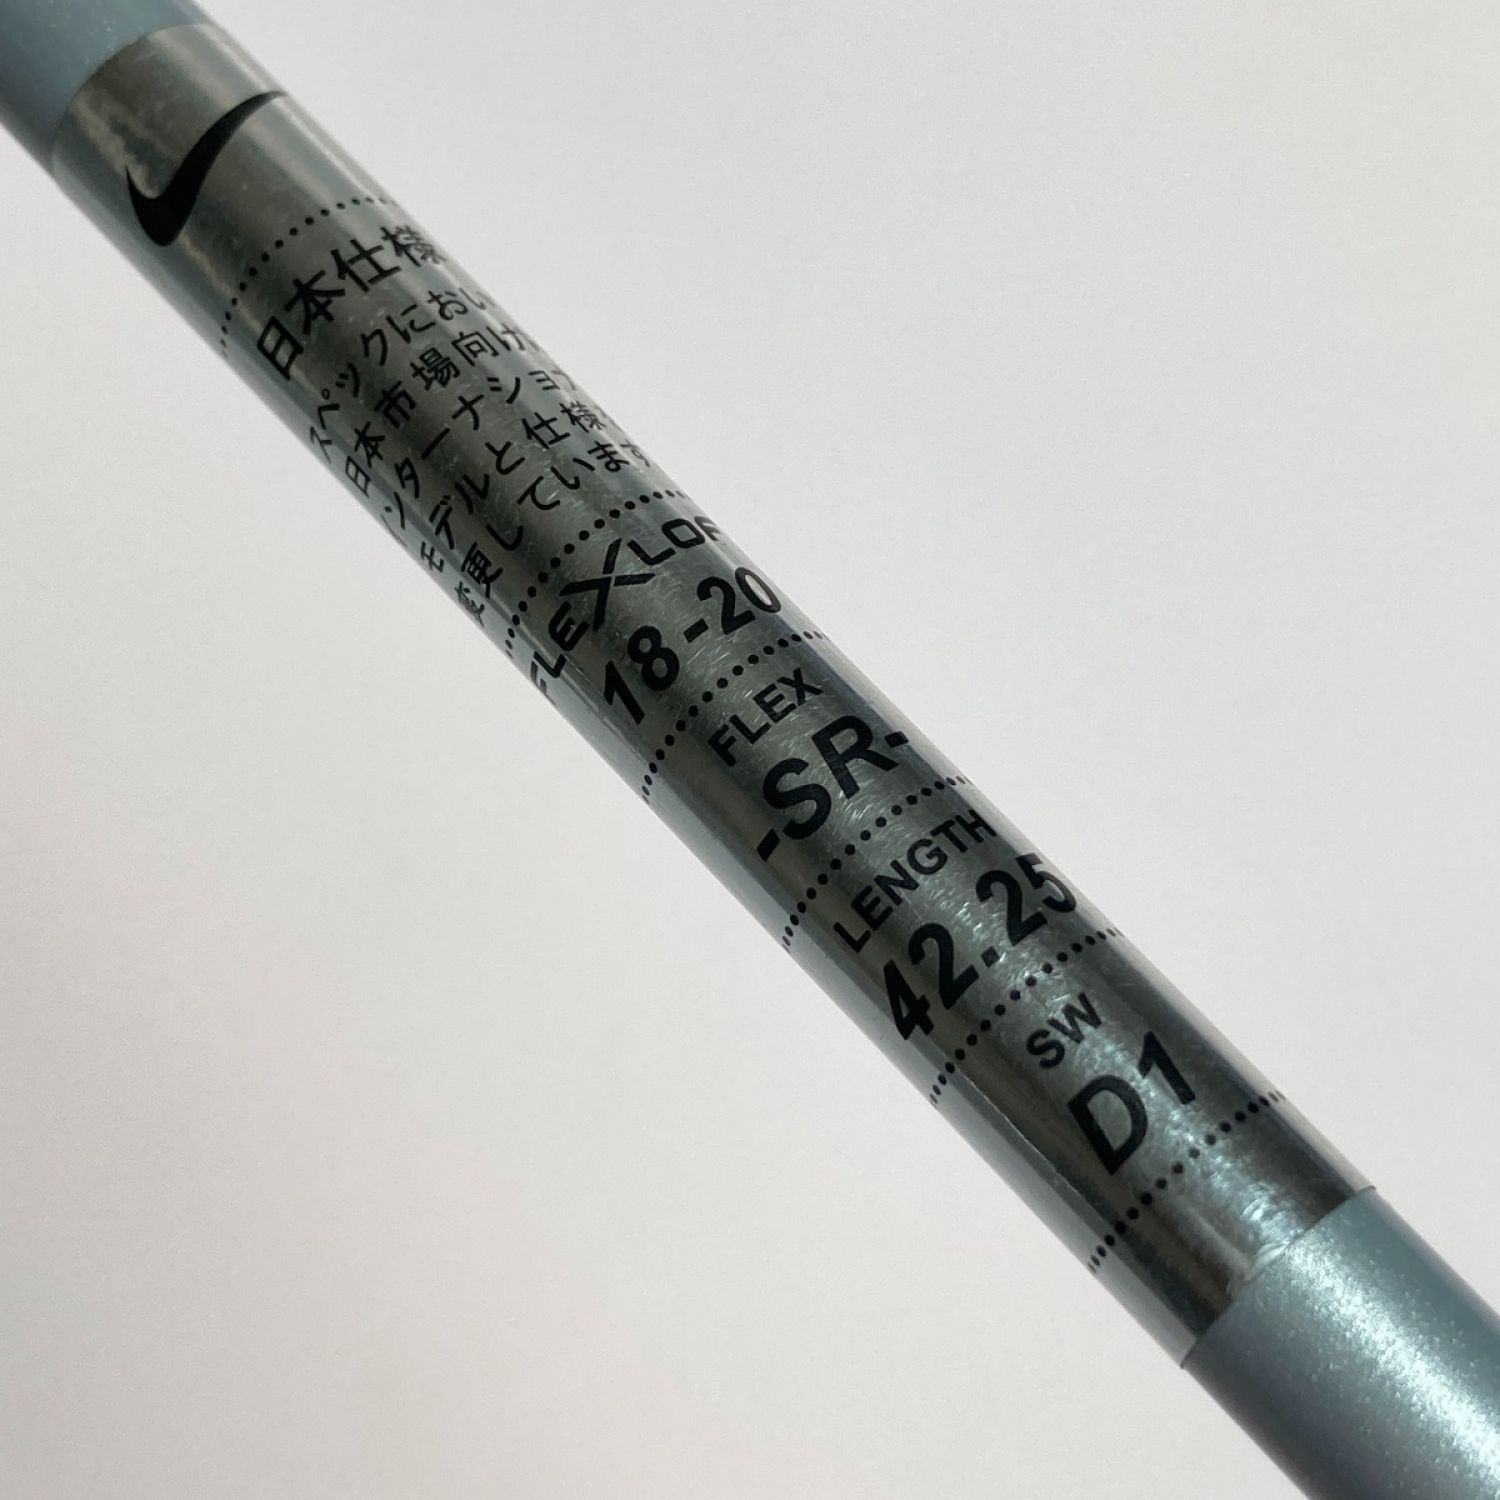 日本仕様
スペックにおい
日本市場向け
インターナショ
モデルと仕様
変更しています
FLEXLOF
18-20
FLEX
-SR-
LENGTH
42.25
SW
D1